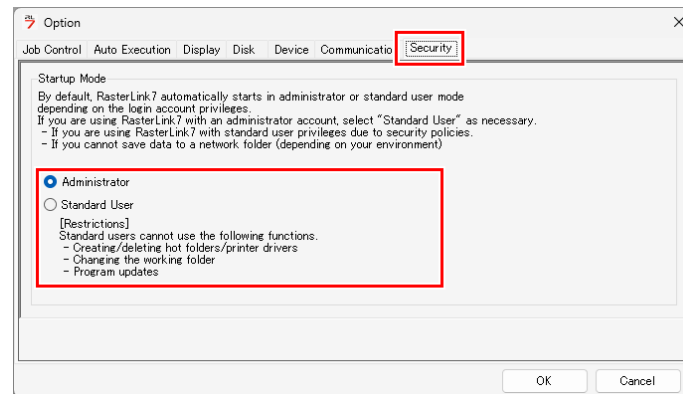 Option
Job Control Auto Execution Display Disk Device Communicatio Security
Startup Mode
By default, RasterLink7 automatically starts in administrator or standard user mode
depending on the login account privileges.
If you are using RasterLink7 with an administrator account, select "Standard User" as necessary.
- If you are using RasterLink7 with standard user privileges due to security policies.
- If you cannot save data to a network folder (depending on your environment)
Administrator
Standard User
[Restrictions]
Standard users cannot use the following functions.
- Creating/deleting hot folders/printer drivers
- Changing the working folder
- Program updates
OK Cancel